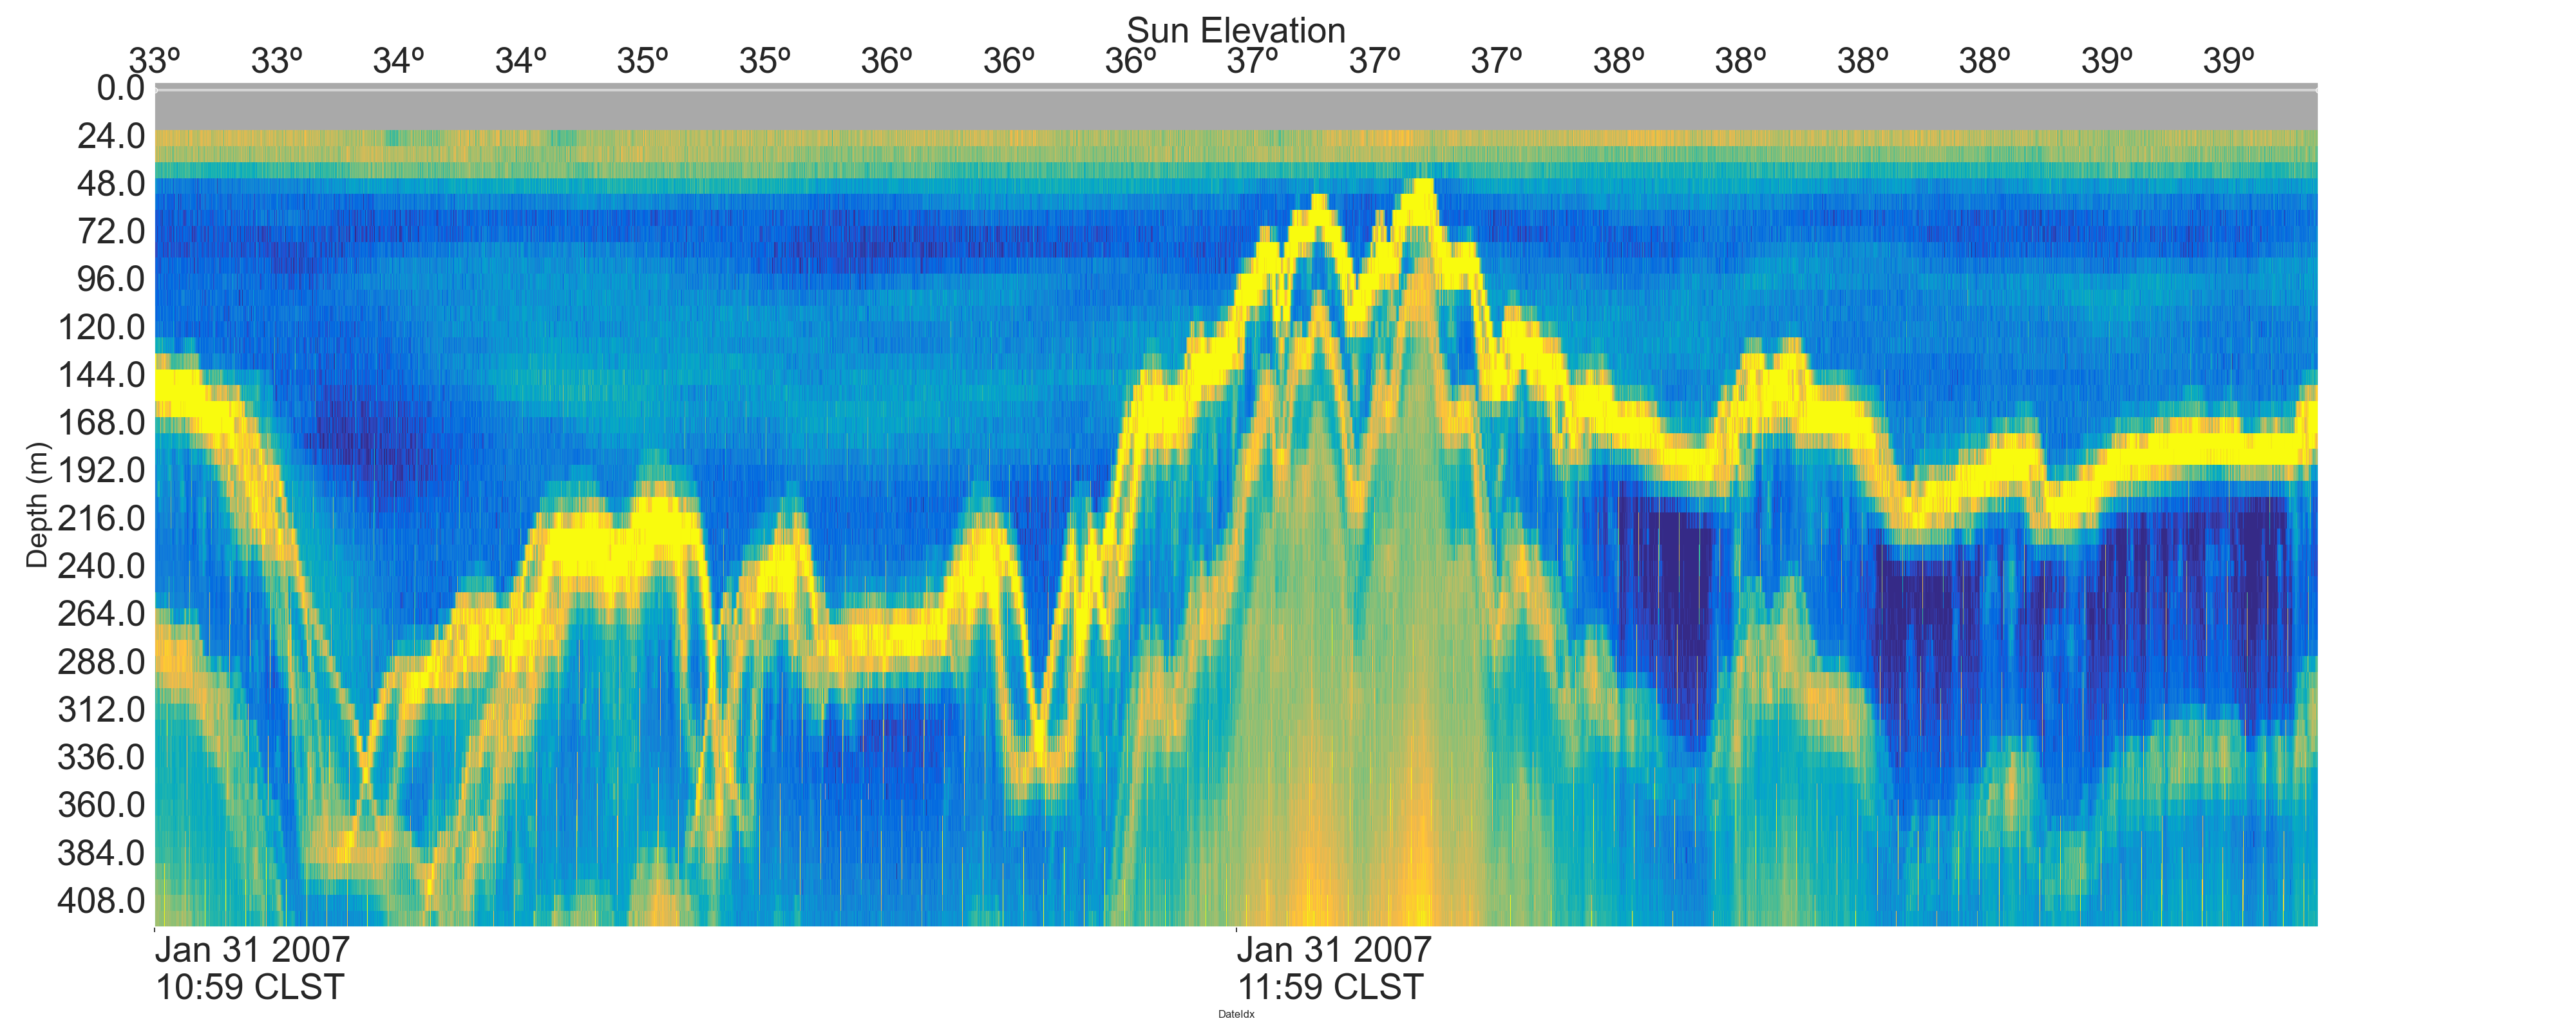 Sun Elevation
33º 33º 34º 34º 35º 35º 36º 36º 36º 37º 37º 37º 38º 38º 38º 38º 39º 39º
0.0
24.0
48.0
72.0
96.0
120.0
144.0
168.0
192.0
216.0
240.0
264.0
288.0
312.0
336.0
360.0
384.0
408.0
Depth (m)
Jan 31 2007
10:59 CLST
Jan 31 2007
11:59 CLST
DateIdx